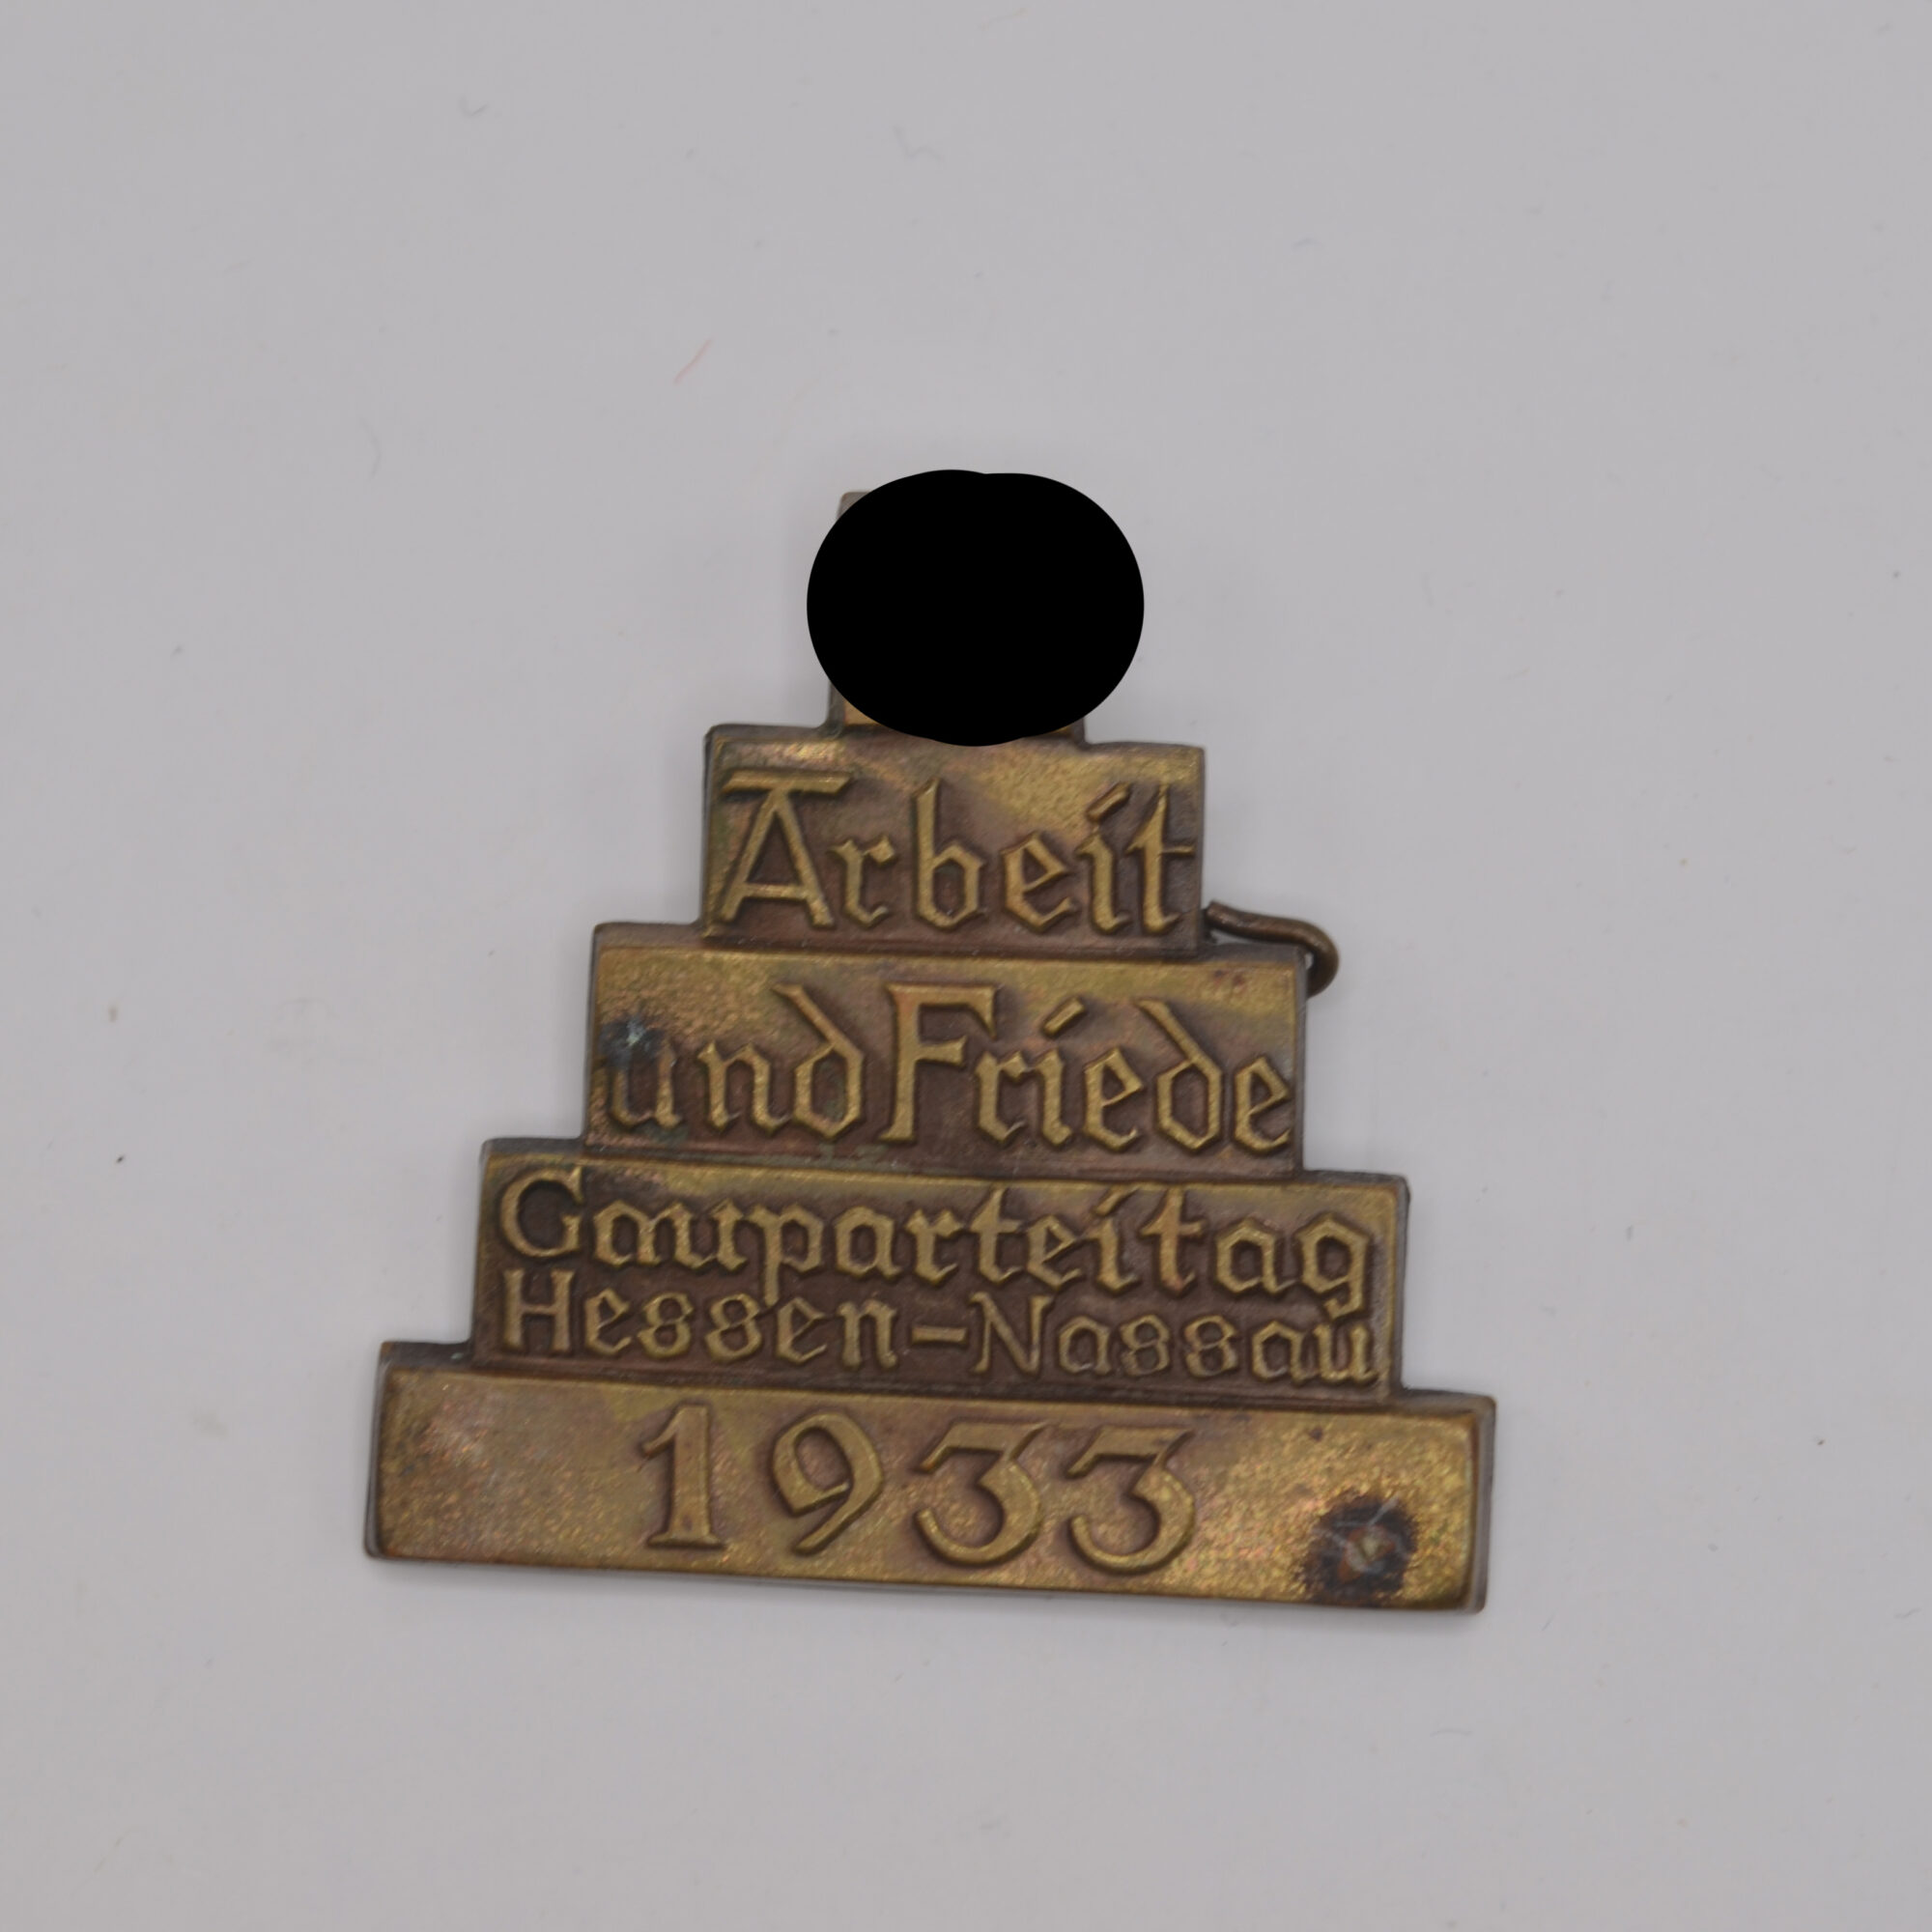 Arbeit
und Friede
Gauparteitag
Hessen-Nassau
1933